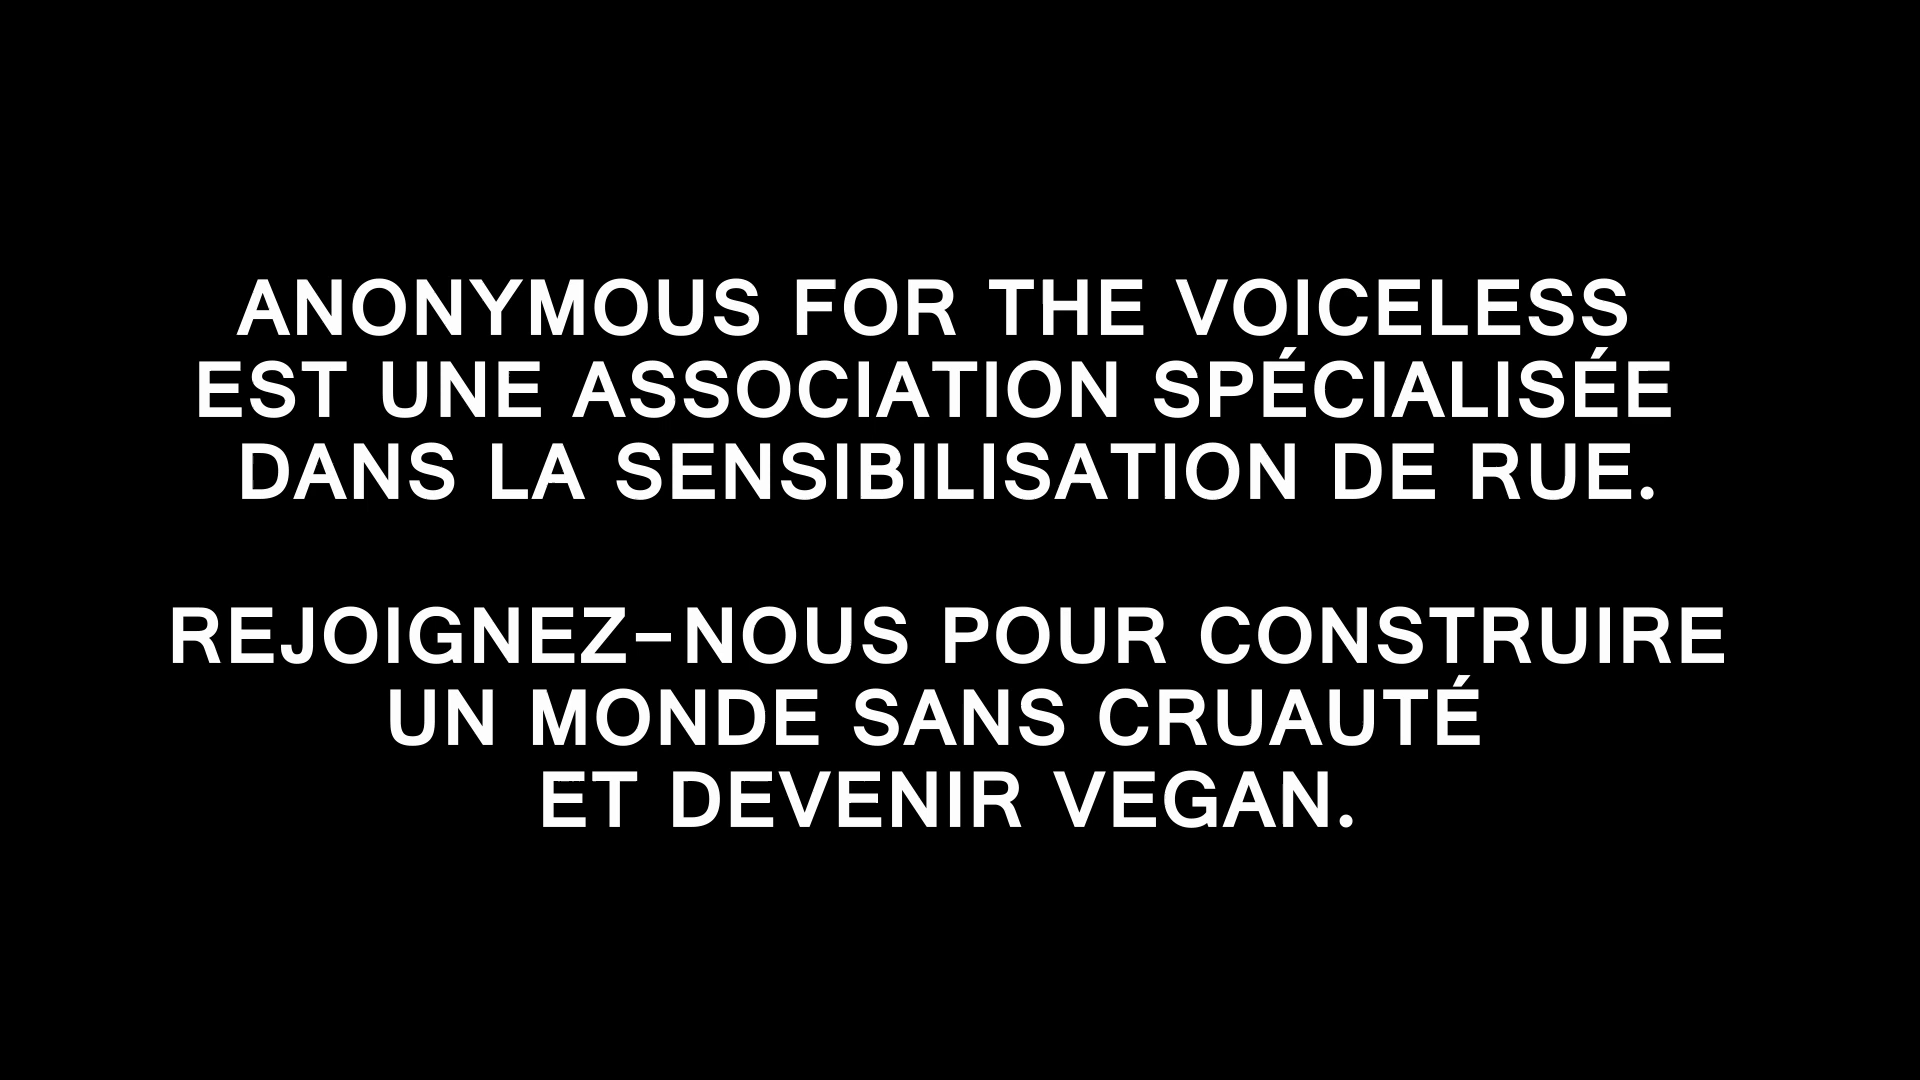 ANONYMOUS FOR THE VOICELESS
EST UNE ASSOCIATION SPÉCIALISÉE
DANS LA SENSIBILISATION DE RUE.
REJOIGNEZ-NOUS POUR CONSTRUIRE
UN MONDE SANS CRUAUTÉ
ET DEVENIR VEGAN.